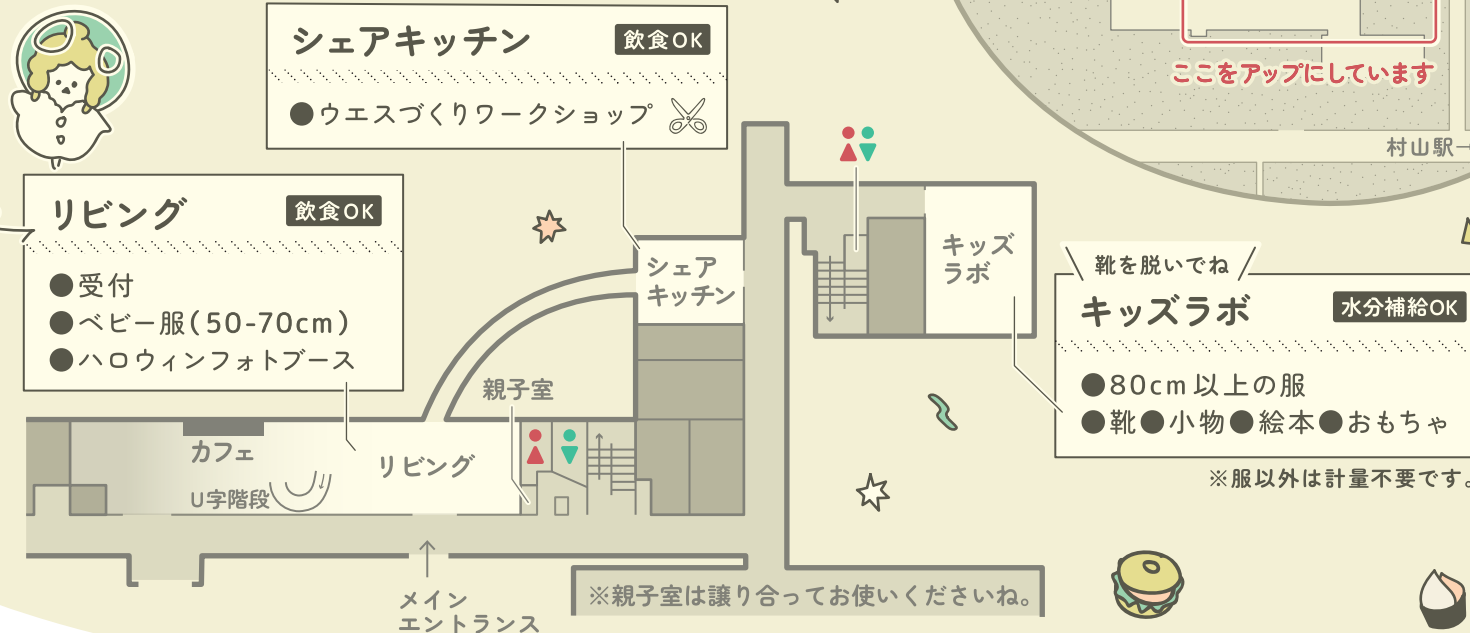 シェアキッチン 飲食OK
●ウエスづくりワークショップ
ここをアップにしています
村山駅→
リビング 飲食OK
●受付
●ベビー服(50-70cm)
●ハロウィンフォトブース
シェア
キッチン
キッズ
ラボ
靴を脱いでね
キッズラボ 水分補給OK
●80cm以上の服
●靴●小物●絵本●おもちゃ
※服以外は計量不要です。
親子室
カフェ
リビング
U字階段
メイン
エントランス
※親子室は譲り合ってお使いくださいね。